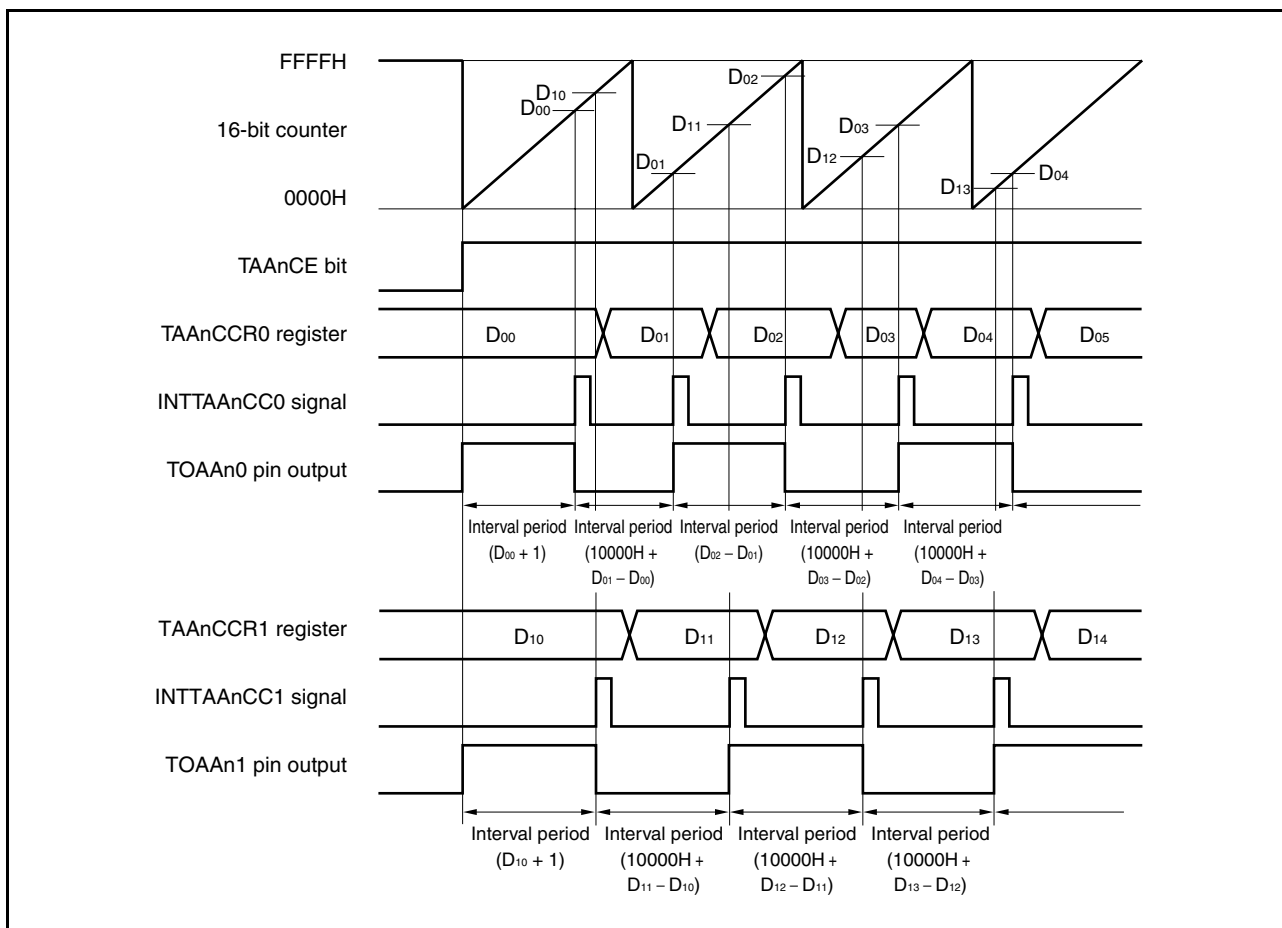 FFFFH
D10
D00
16-bit counter
0000H
D01
D11
D02
D12
D03
D13
D04
TAAnCE bit
TAAnCCR0 register
D00
D01
D02
D03
D04
D05
INTTAAnCC0 signal
TOAAn0 pin output
Interval period
(D00 + 1)
Interval period
(10000H +
D01 – D00)
Interval period
(D02 – D01)
Interval period
(10000H +
D03 – D02)
Interval period
(10000H +
D04 – D03)
TAAnCCR1 register
D10
D11
D12
D13
D14
INTTAAnCC1 signal
TOAAn1 pin output
Interval period
(D10 + 1)
Interval period
(10000H +
D11 – D10)
Interval period
(10000H +
D12 – D11)
Interval period
(10000H +
D13 – D12)